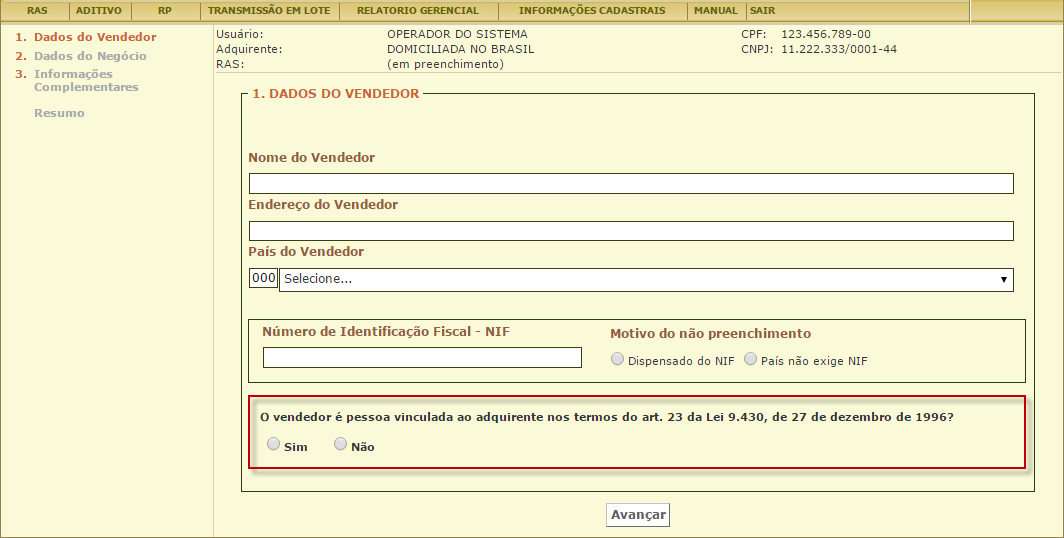 RAS ADITIVO RP TRANSMISSÃO EM LOTE RELATORIO GERENCIAL INFORMAÇÕES CADASTRAIS MANUAL SAIR
1. Dados do Vendedor
2. Dados do Negócio
3. Informações
Complementares
Resumo
Usuário: OPERADOR DO SISTEMA CPF: 123.456.789-00
Adquirente: DOMICILIADA NO BRASIL CNPJ: 11.222.333/0001-44
RAS: (em preenchimento)
1. DADOS DO VENDEDOR
Nome do Vendedor
Endereço do Vendedor
País do Vendedor
000 Selecione...
Número de Identificação Fiscal - NIF Motivo do não preenchimento
Dispensado do NIF País não exige NIF
O vendedor é pessoa vinculada ao adquirente nos termos do art. 23 da Lei 9.430, de 27 de dezembro de 1996?
Sim Não
Avançar